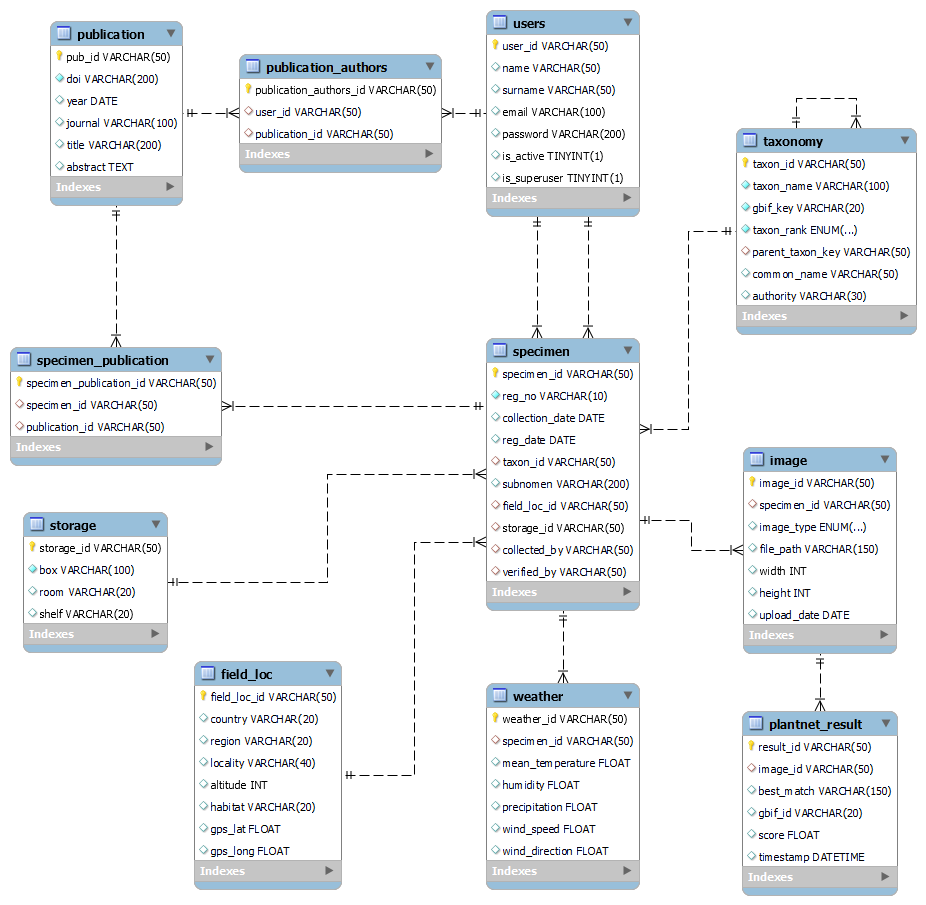 publication
pub_id VARCHAR(50)
doi VARCHAR(200)
year DATE
journal VARCHAR(100)
title VARCHAR(200)
abstract TEXT
Indexes
publication_authors
publication_authors_id VARCHAR(50)
user_id VARCHAR(50)
publication_id VARCHAR(50)
Indexes
users
user_id VARCHAR(50)
name VARCHAR(50)
surname VARCHAR(50)
email VARCHAR(100)
password VARCHAR(200)
is_active TINYINT(1)
is_superuser TINYINT(1)
Indexes
taxonomy
taxon_id VARCHAR(50)
taxon_name VARCHAR(100)
gbif_key VARCHAR(20)
taxon_rank ENUM(...)
parent_taxon_key VARCHAR(50)
common_name VARCHAR(50)
authority VARCHAR(30)
Indexes
specimen_publication
specimen_publication_id VARCHAR(50)
specimen_id VARCHAR(50)
publication_id VARCHAR(50)
Indexes
specimen
specimen_id VARCHAR(50)
reg_no VARCHAR(10)
collection_date DATE
reg_date DATE
taxon_id VARCHAR(50)
subnomen VARCHAR(200)
field_loc_id VARCHAR(50)
storage_id VARCHAR(50)
collected_by VARCHAR(50)
verified_by VARCHAR(50)
Indexes
image
image_id VARCHAR(50)
specimen_id VARCHAR(50)
image_type ENUM(...)
file_path VARCHAR(150)
width INT
height INT
upload_date DATE
Indexes
storage
storage_id VARCHAR(50)
box VARCHAR(100)
room VARCHAR(20)
shelf VARCHAR(20)
Indexes
field_loc
field_loc_id VARCHAR(50)
country VARCHAR(20)
region VARCHAR(20)
locality VARCHAR(40)
altitude INT
habitat VARCHAR(20)
gps_lat FLOAT
gps_long FLOAT
Indexes
weather
weather_id VARCHAR(50)
specimen_id VARCHAR(50)
mean_temperature FLOAT
humidity FLOAT
precipitation FLOAT
wind_speed FLOAT
wind_direction FLOAT
Indexes
plantnet_result
result_id VARCHAR(50)
image_id VARCHAR(50)
best_match VARCHAR(150)
gbif_id VARCHAR(20)
score FLOAT
timestamp DATETIME
Indexes